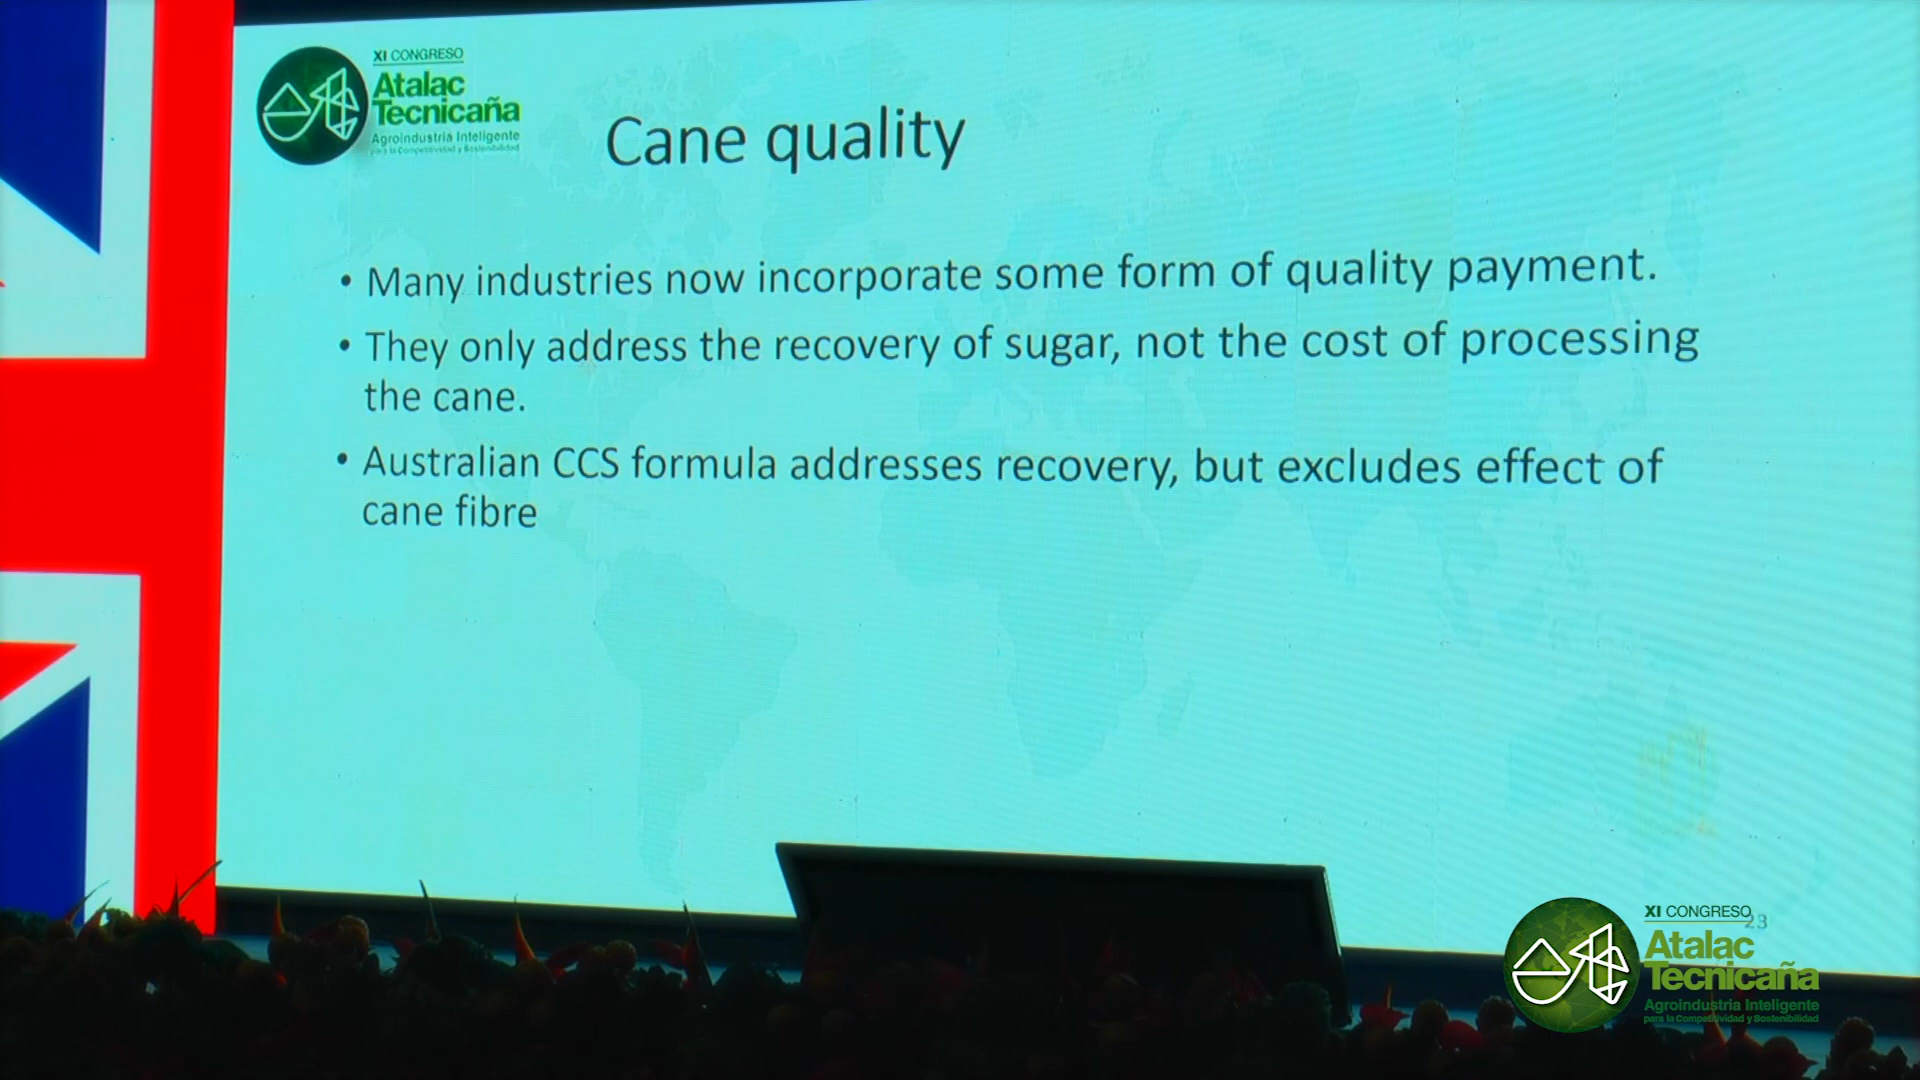 XI CONGRESO
Atalac
Tecnicaña
Agroindustria Inteligente
para la Competitividad y Sostenibilidad
Cane quality
• Many industries now incorporate some form of quality payment.
• They only address the recovery of sugar, not the cost of processing
the cane.
• Australian CCS formula addresses recovery, but excludes effect of
cane fibre
23
XI CONGRESO
Atalac
Tecnicaña
Agroindustria Inteligente
para la Competitividad y Sostenibilidad